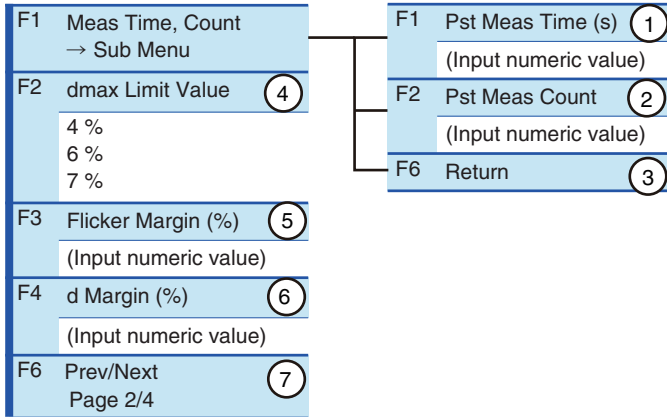 F1 Meas Time, Count
→ Sub Menu
F2 dmax Limit Value 4
4 %
6 %
7 %
F3 Flicker Margin (%) 5
(Input numeric value)
F4 d Margin (%) 6
(Input numeric value)
F6 Prev/Next 7
Page 2/4
F1 Pst Meas Time (s) 1
(Input numeric value)
F2 Pst Meas Count 2
(Input numeric value)
F6 Return 3